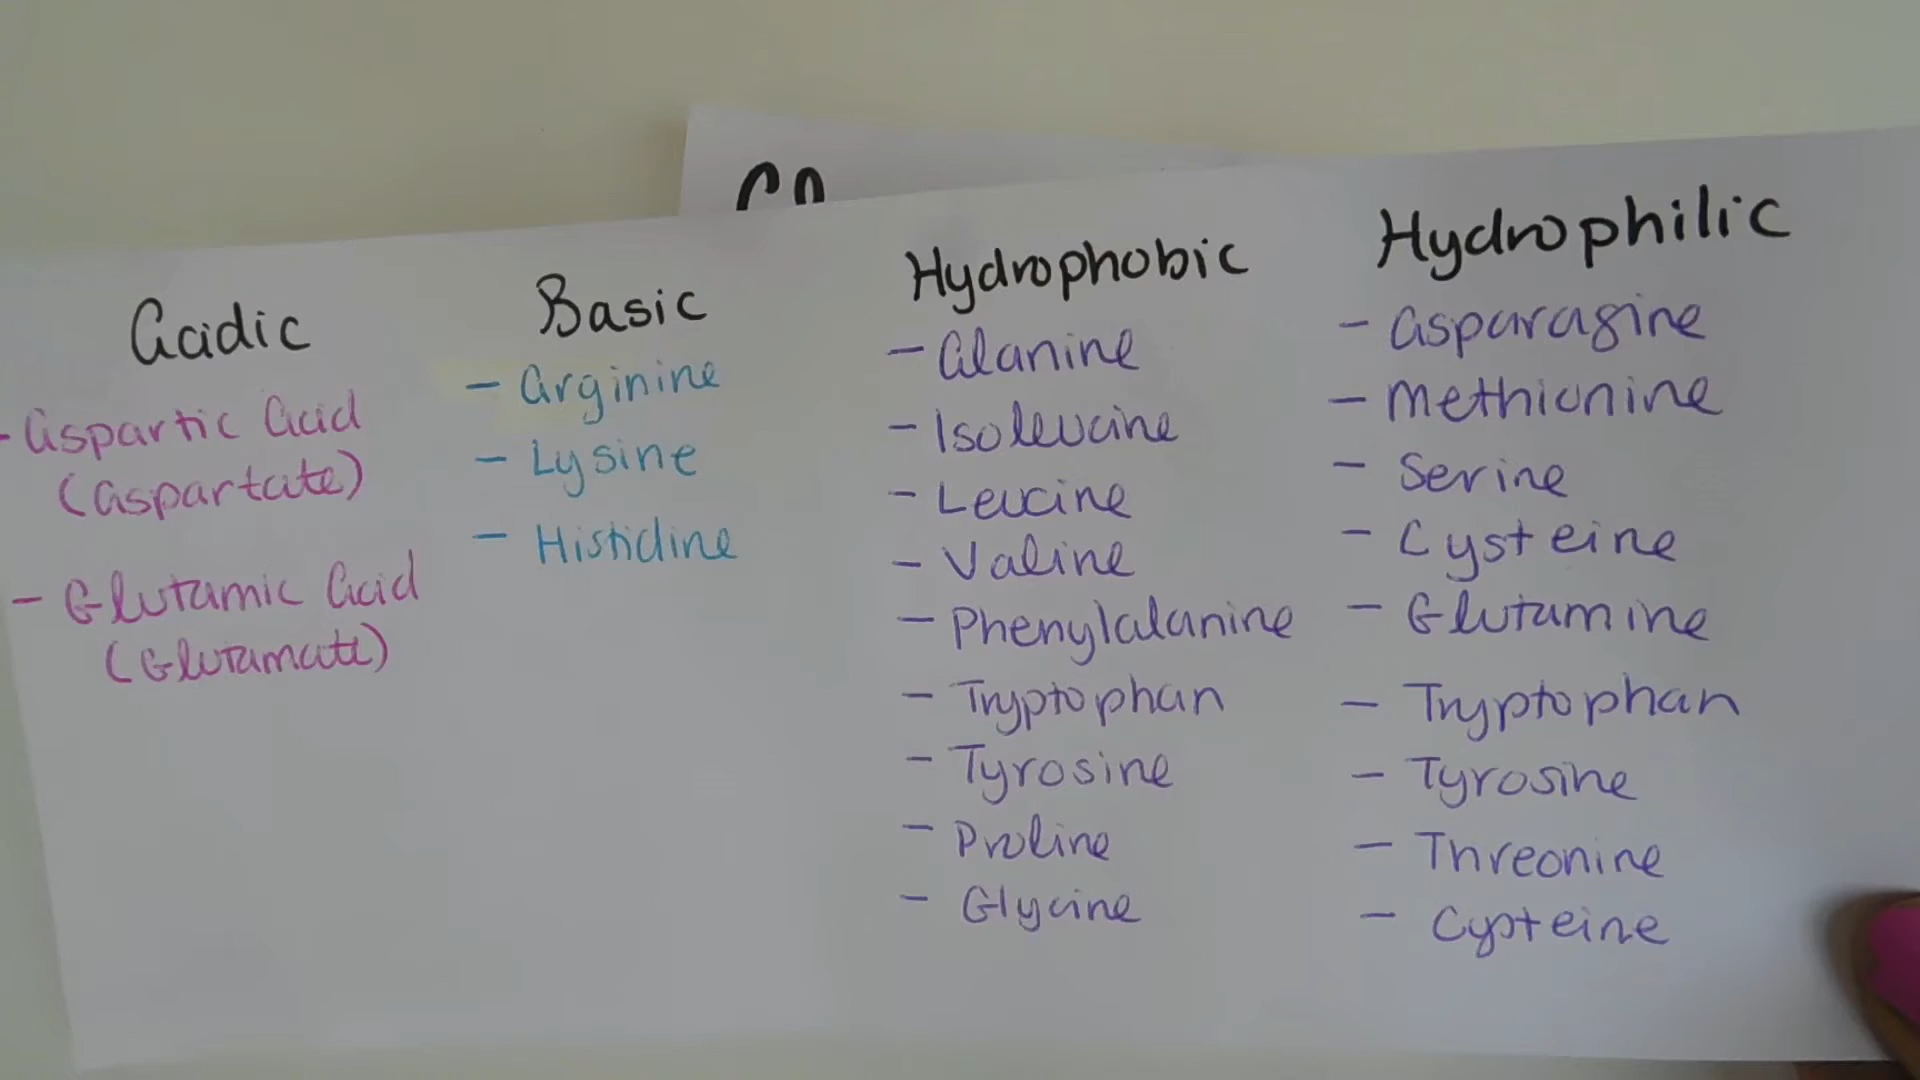 Acidic
- Aspartic Acid
(Aspartate)
- Glutamic Acid
(Glutamate)
Basic
- Arginine
- Lysine
- Histidine
Hydrophobic
- Alanine
- Isoleucine
- Leucine
- Valine
- Phenylalanine
- Tryptophan
- Tyrosine
- Proline
- Glycine
Hydrophilic
- Asparagine
- Methionine
- Serine
- Cysteine
- Glutamine
- Tryptophan
- Tyrosine
- Threonine
- Cysteine